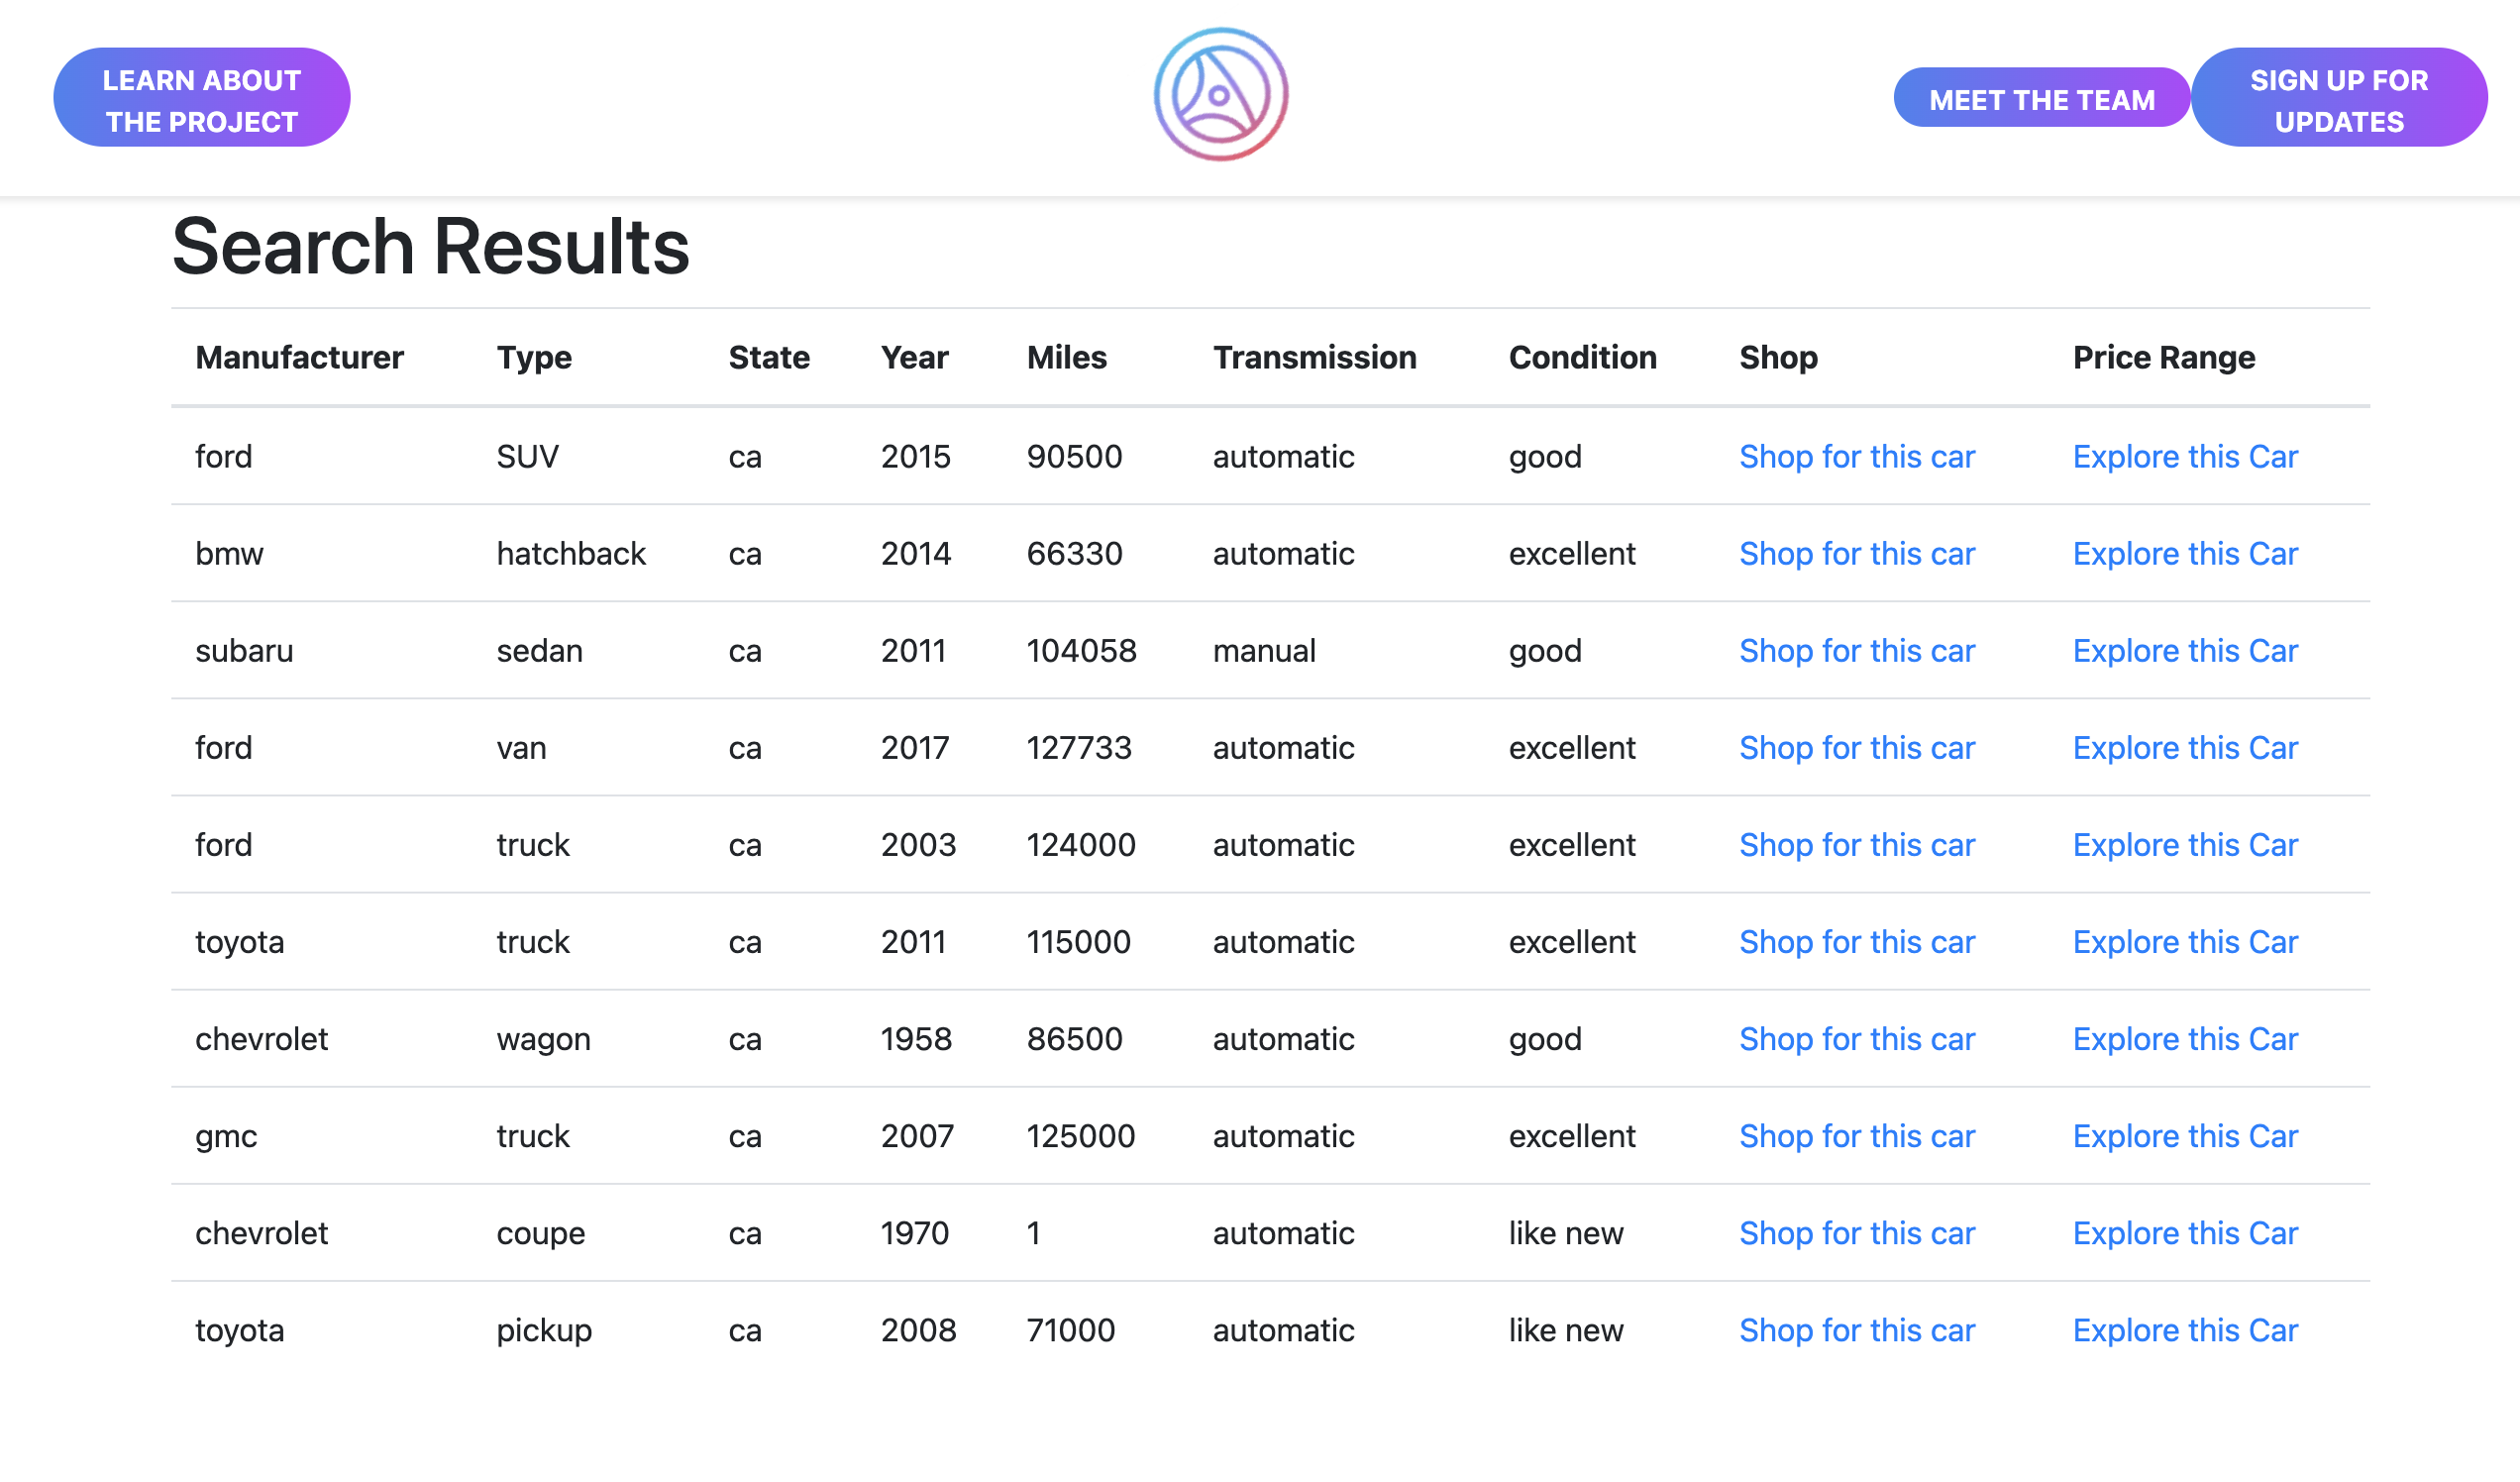 LEARN ABOUT
THE PROJECT
MEET THE TEAM
SIGN UP FOR
UPDATES
Search Results
Manufacturer Type State Year Miles Transmission Condition Shop Price Range
ford SUV ca 2015 90500 automatic good Shop for this car Explore this Car
bmw hatchback ca 2014 66330 automatic excellent Shop for this car Explore this Car
subaru sedan ca 2011 104058 manual good Shop for this car Explore this Car
ford van ca 2017 127733 automatic excellent Shop for this car Explore this Car
ford truck ca 2003 124000 automatic excellent Shop for this car Explore this Car
toyota truck ca 2011 115000 automatic excellent Shop for this car Explore this Car
chevrolet wagon ca 1958 86500 automatic good Shop for this car Explore this Car
gmc truck ca 2007 125000 automatic excellent Shop for this car Explore this Car
chevrolet coupe ca 1970 1 automatic like new Shop for this car Explore this Car
toyota pickup ca 2008 71000 automatic like new Shop for this car Explore this Car